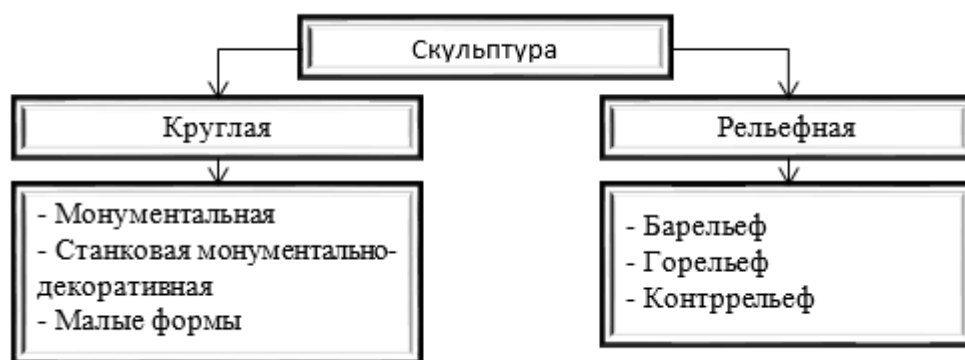 Скульптура
Круглая
Рельефная
- Монументальная
- Станковая монументально-
декоративная
- Малые формы
- Барельеф
- Горельеф
- Контррельеф